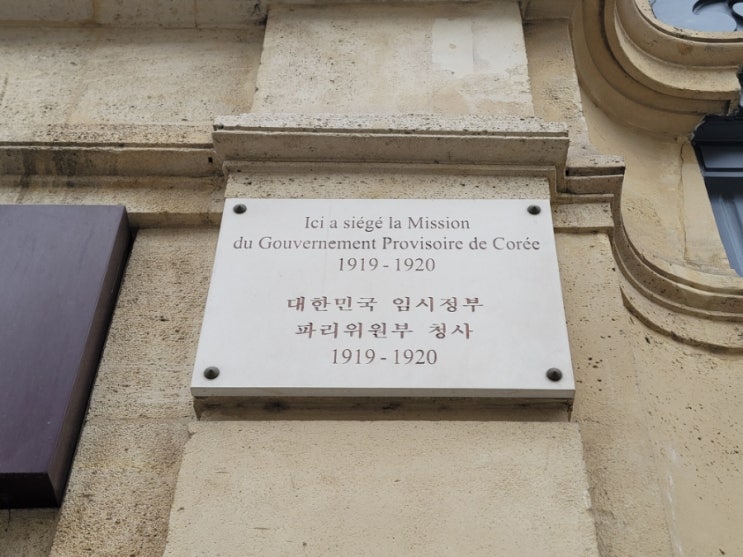 Ici a siégé la Mission
du Gouvernement Provisoire de Corée
1919 - 1920
대한민국 임시정부
파리위원부 청사
1919 - 1920